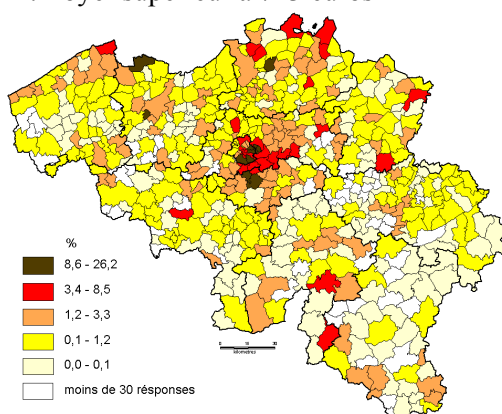 %
8,6 - 26,2
3,4 - 8,5
1,2 - 3,3
0,1 - 1,2
0,0 - 0,1
moins de 30 résponses
kilometres